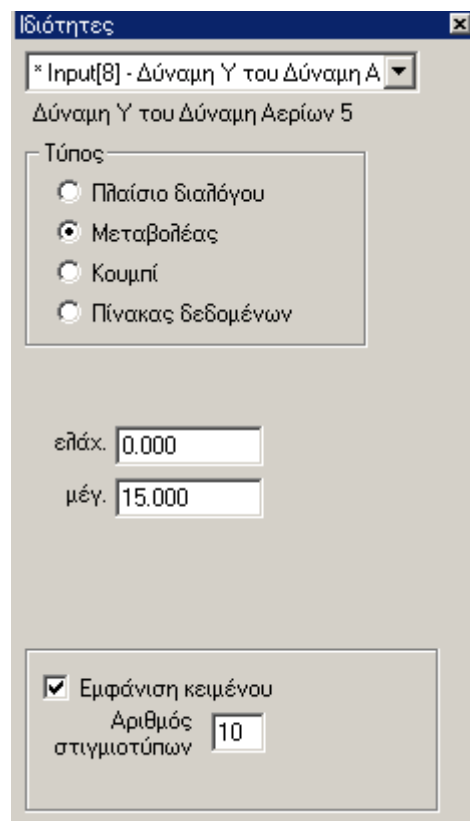 Ιδιότητες
* Input[8] - Δύναμη Υ του Δύναμη Α
Δύναμη Υ του Δύναμη Αερίων 5
Τύπος
Πλαίσιο διαλόγου
Μεταβολέας
Κουμπί
Πίνακας δεδομένων
ελάχ. 0.000
μέγ. 15.000
Εμφάνιση κειμένου
Αριθμός
στιγμιοτύπων 10